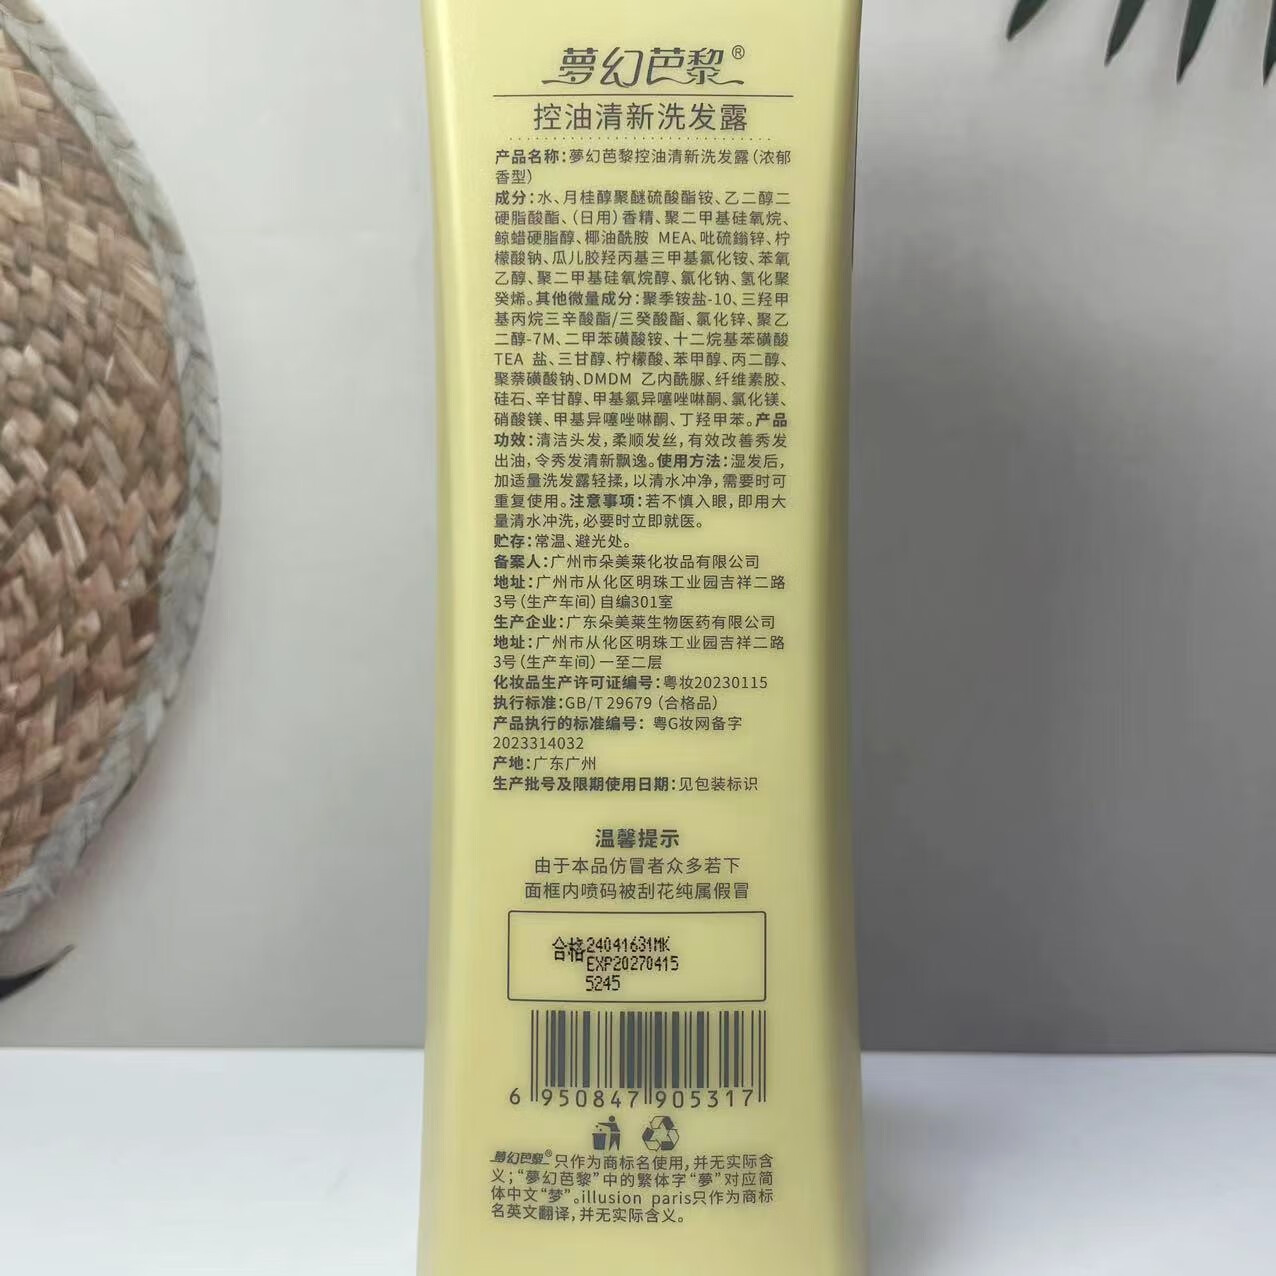 夢幻芭黎®
控油清新洗发露
产品名称：夢幻芭黎控油清新洗发露（浓郁
香型）
成分：水、月桂醇聚醚硫酸酯铵、乙二醇二
硬脂酸酯、（日用）香精、聚二甲基硅氧烷、
鲸蜡硬脂醇、椰油酰胺 MEA、吡硫鎓锌、柠
檬酸钠、瓜儿胶羟丙基三甲基氯化铵、苯氧
乙醇、聚二甲基硅氧烷醇、氯化钠、氢化聚
癸烯。其他微量成分：聚季铵盐-10、三羟甲
基丙烷三辛酸酯/三癸酸酯、氯化锌、聚乙
二醇-7M、二甲苯磺酸铵、十二烷基苯磺酸
TEA 盐、三甘醇、柠檬酸、苯甲醇、丙二醇、
聚萘磺酸钠、DMDM 乙内酰脲、纤维素胶、
硅石、辛甘醇、甲基氯异噻唑啉酮、氯化镁、
硝酸镁、甲基异噻唑啉酮、丁羟甲苯。产品
功效：清洁头发，柔顺发丝，有效改善秀发
出油，令秀发清新飘逸。使用方法：湿发后，
加适量洗发露轻揉，以清水冲净，需要时可
重复使用。注意事项：若不慎入眼，即用大
量清水冲洗，必要时立即就医。
贮存：常温、避光处。
备案人：广州市朵美莱化妆品有限公司
地址：广州市从化区明珠工业园吉祥二路
3号（生产车间）自编301室
生产企业：广东朵美莱生物医药有限公司
地址：广州市从化区明珠工业园吉祥二路
3号（生产车间）一至二层
化妆品生产许可证编号：粤妆20230115
执行标准：GB/T 29679（合格品）
产品执行的标准编号：粤G妆网备字
2023314032
产地：广东广州
生产批号及限期使用日期：见包装标识
温馨提示
由于本品仿冒者众多若下
面框内喷码被刮花纯属假冒
合格24041631MK
EXP20270415
5245
6 950847 905317
夢幻芭黎®只作为商标名使用，并无实际含
义；“夢幻芭黎”中的繁体字“夢”对应简
体中文“梦”。illusion paris只作为商标
名英文翻译，并无实际含义。